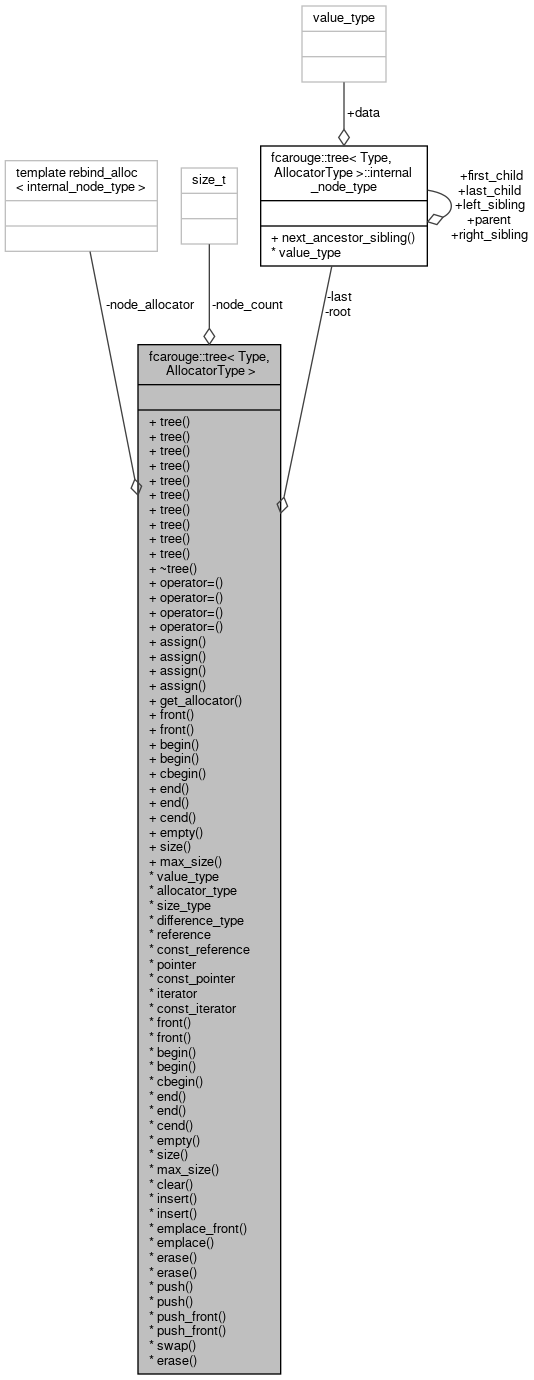 value_type
+data
fcarouge::tree< Type,
AllocatorType >::internal
_node_type
+ next_ancestor_sibling()
* value_type
+first_child
+last_child
+left_sibling
+parent
+right_sibling
template rebind_alloc
< internal_node_type >
size_t
-node_allocator
-node_count
-last
-root
fcarouge::tree< Type,
AllocatorType >
+ tree()
+ tree()
+ tree()
+ tree()
+ tree()
+ tree()
+ tree()
+ tree()
+ tree()
+ tree()
+ ~tree()
+ operator=()
+ operator=()
+ operator=()
+ operator=()
+ assign()
+ assign()
+ assign()
+ assign()
+ get_allocator()
+ front()
+ front()
+ begin()
+ begin()
+ cbegin()
+ end()
+ end()
+ cend()
+ empty()
+ size()
+ max_size()
* value_type
* allocator_type
* size_type
* difference_type
* reference
* const_reference
* pointer
* const_pointer
* iterator
* const_iterator
* front()
* front()
* begin()
* begin()
* cbegin()
* end()
* end()
* cend()
* empty()
* size()
* max_size()
* clear()
* insert()
* insert()
* emplace_front()
* emplace()
* erase()
* erase()
* push()
* push()
* push_front()
* push_front()
* swap()
* erase()